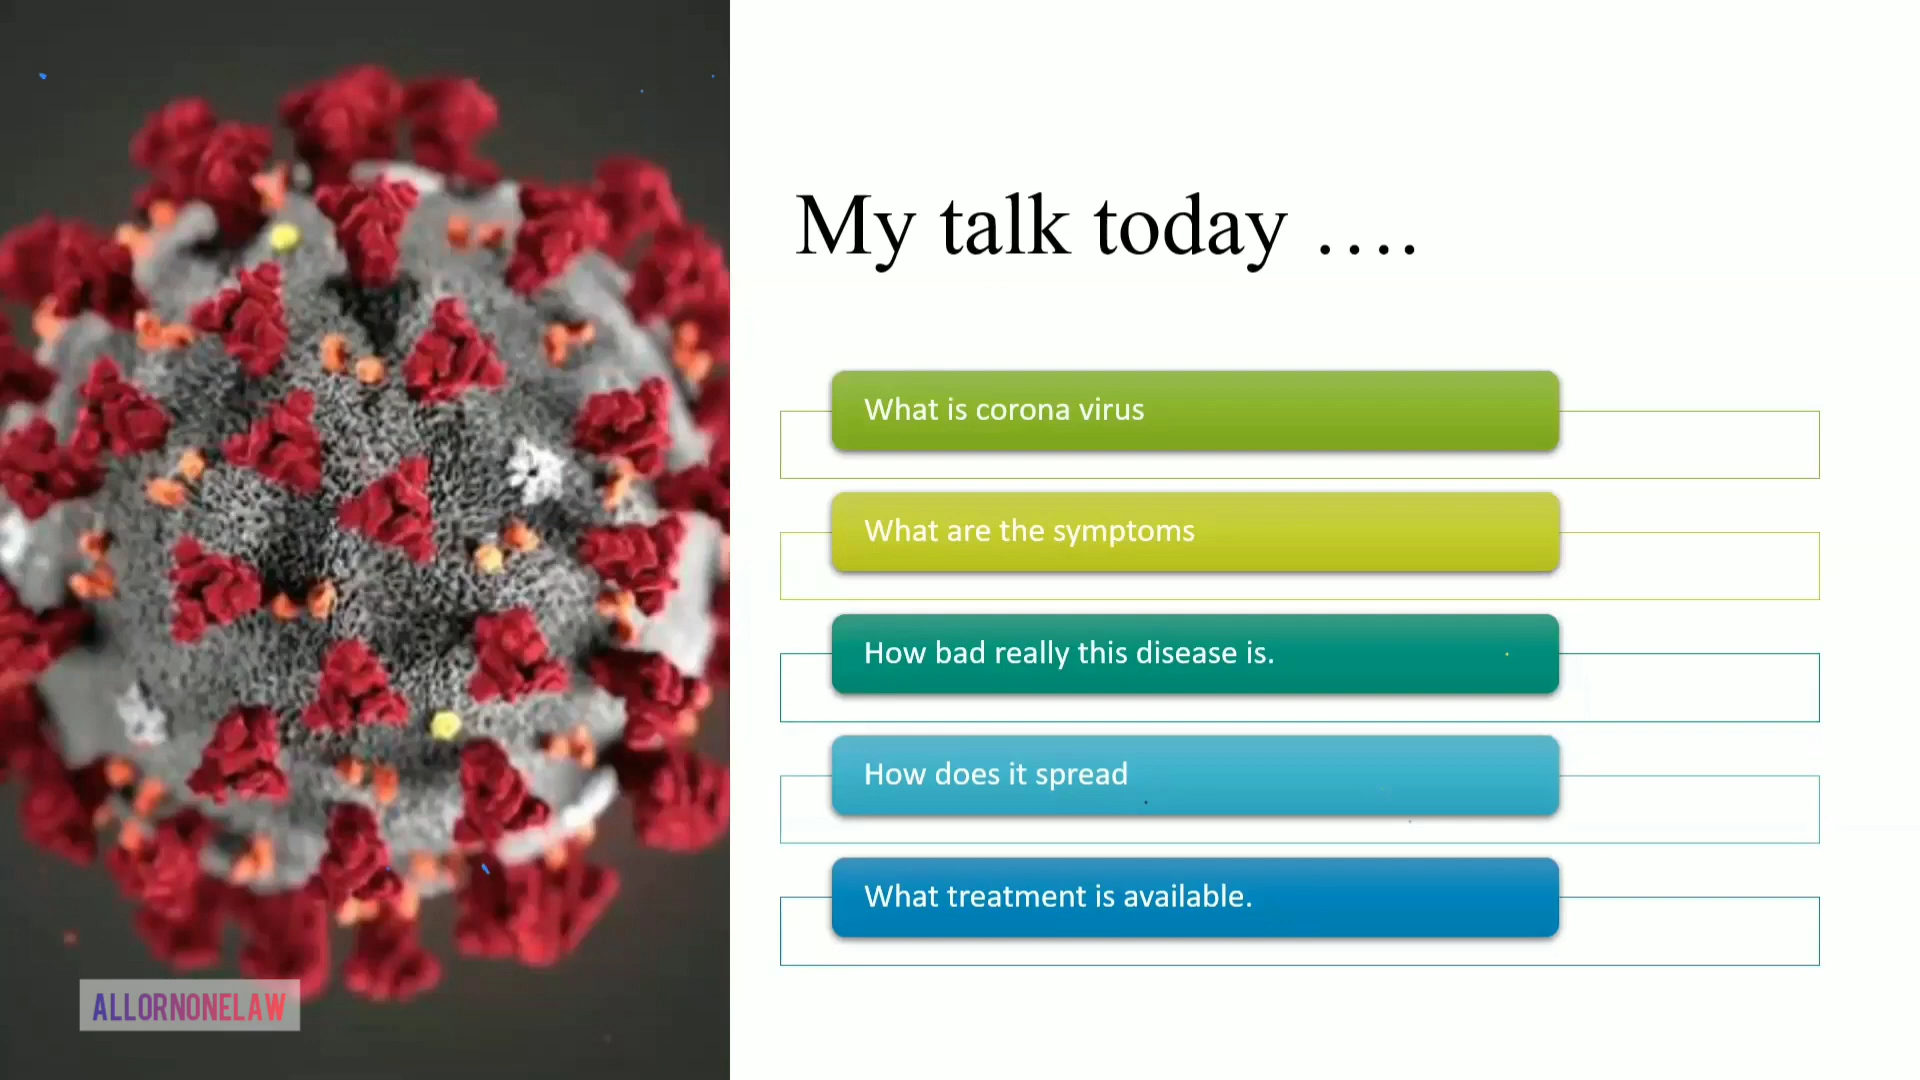 My talk today ….
What is corona virus
What are the symptoms
How bad really this disease is.
How does it spread
What treatment is available.
ALLORNONELAW